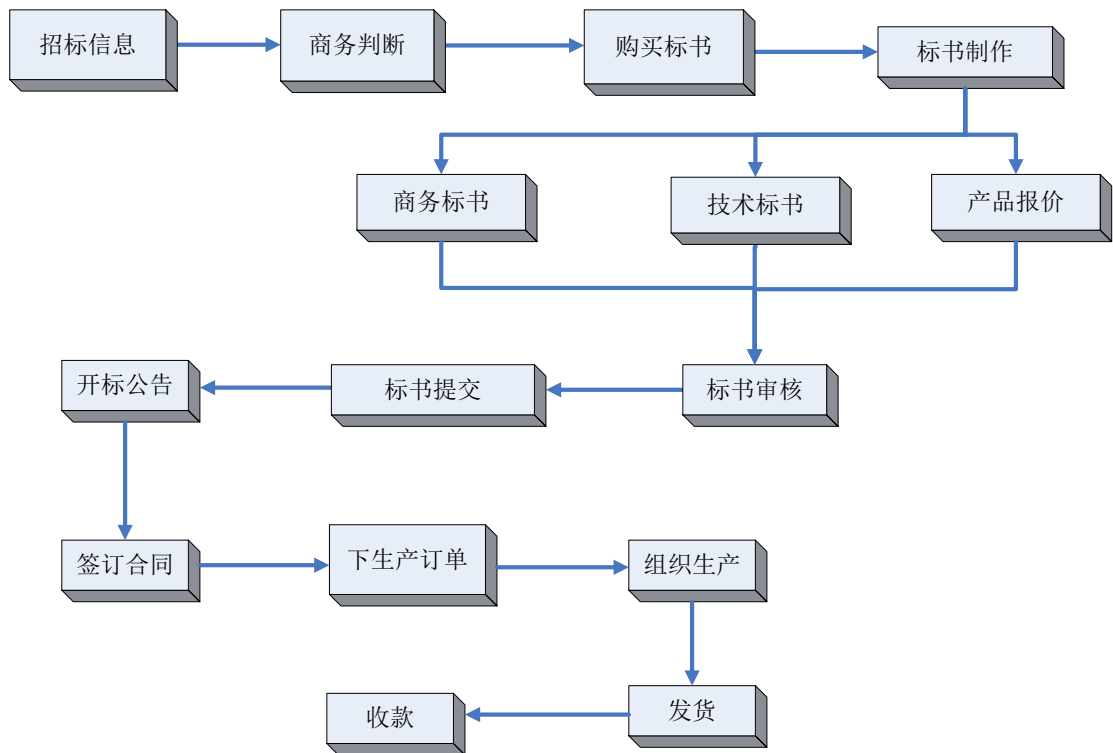 招标信息
商务判断
购买标书
标书制作
商务标书
技术标书
产品报价
开标公告
标书提交
标书审核
签订合同
下生产订单
组织生产
收款
发货